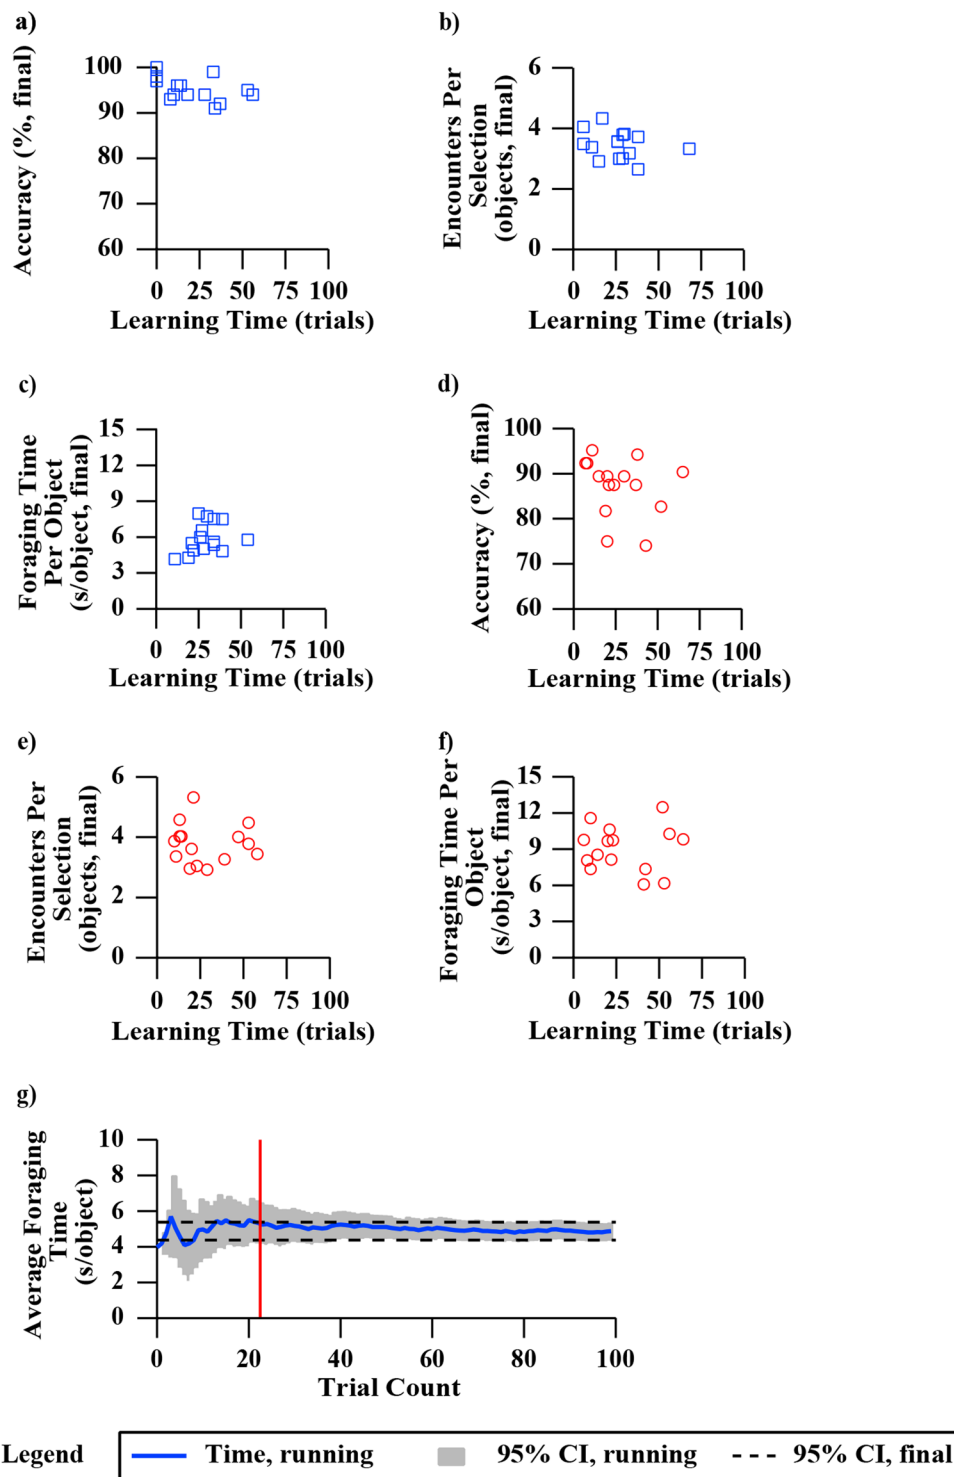 a)
Accuracy (%, final)
100
90
80
70
60
0 25 50 75 100
Learning Time (trials)
b)
Encounters Per
Selection
(objects, final)
6
4
2
0
0 25 50 75 100
Learning Time (trials)
c)
Foraging Time
Per Object
(s/object, final)
15
12
9
6
3
0
0 25 50 75 100
Learning Time (trials)
d)
Accuracy (%, final)
100
90
80
70
60
0 25 50 75 100
Learning Time (trials)
e)
Encounters Per
Selection
(objects, final)
6
4
2
0
0 25 50 75 100
Learning Time (trials)
f)
Foraging Time Per
Object
(s/object, final)
15
12
9
6
3
0
0 25 50 75 100
Learning Time (trials)
g)
Average Foraging
Time
(s/object)
10
8
6
4
2
0
0 20 40 60 80 100
Trial Count
Legend Time, running 95% CI, running 95% CI, final